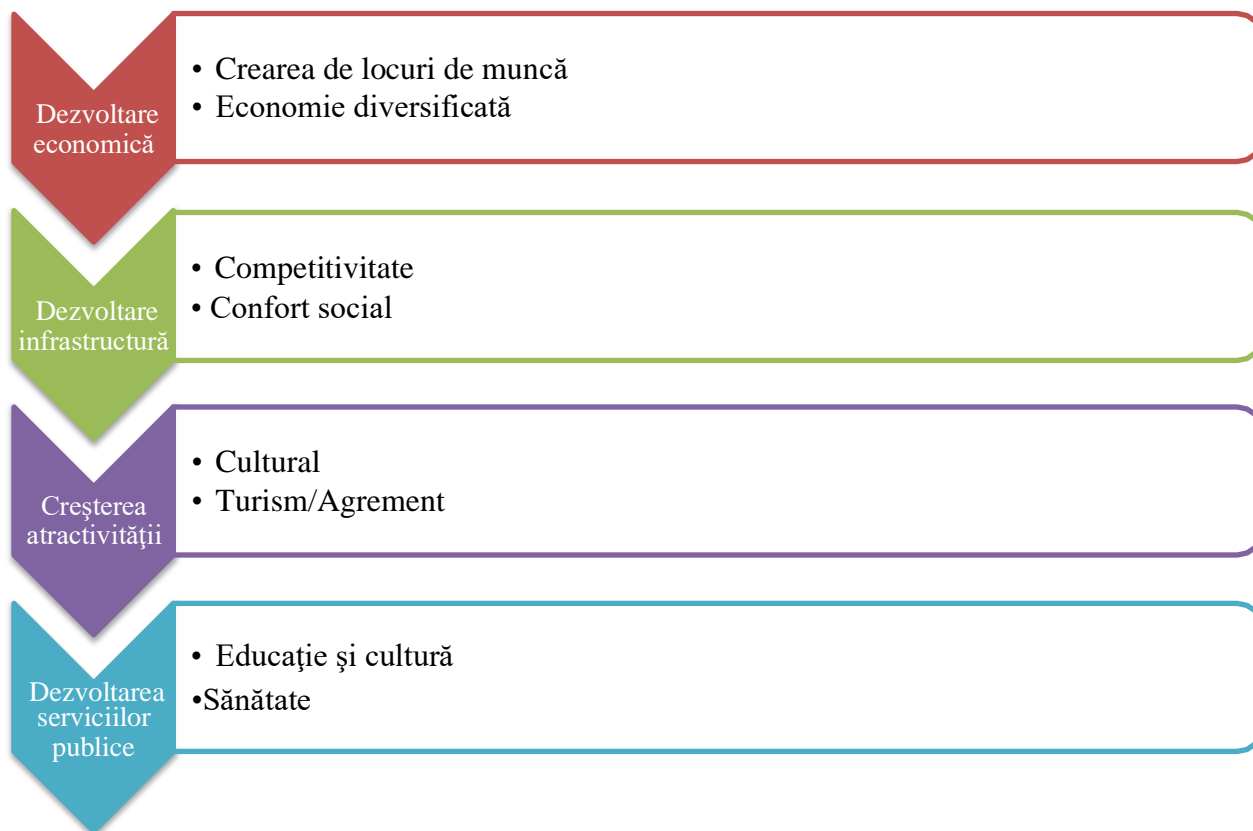 Dezvoltare
economică
• Crearea de locuri de muncă
• Economie diversificată
Dezvoltare
infrastructură
• Competitivitate
• Confort social
Creşterea
atractivităţii
• Cultural
• Turism/Agrement
Dezvoltarea
serviciilor
publice
• Educaţie şi cultură
•Sănătate